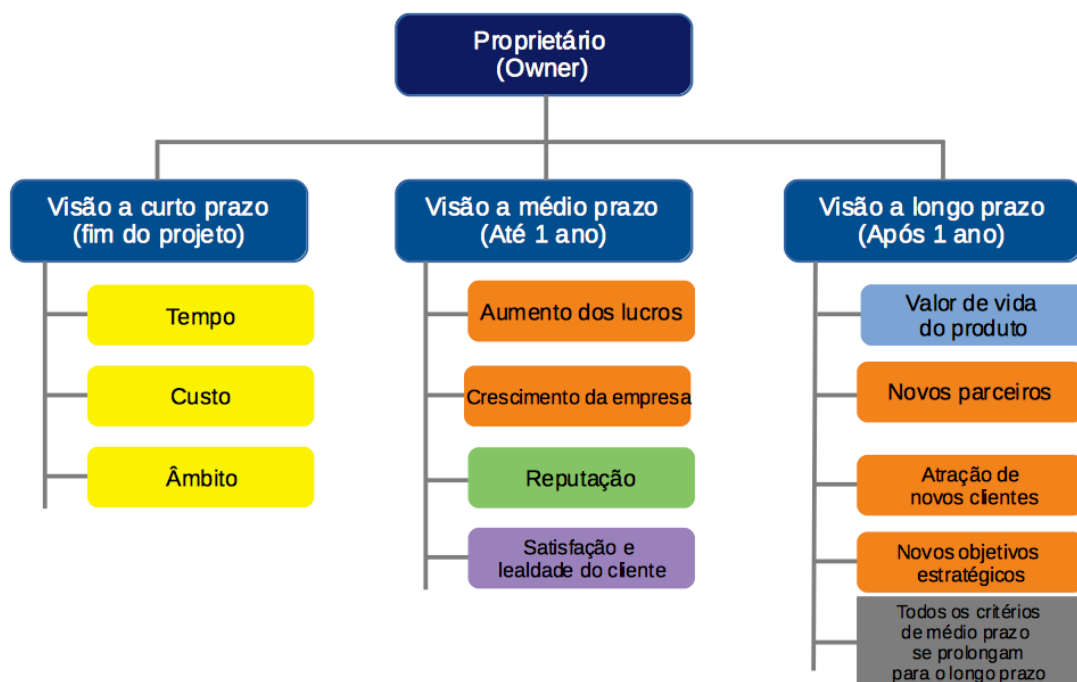 Proprietário
(Owner)
Visão a curto prazo
(fim do projeto)
Tempo
Custo
Âmbito
Visão a médio prazo
(Até 1 ano)
Aumento dos lucros
Crescimento da empresa
Reputação
Satisfação e
lealdade do cliente
Visão a longo prazo
(Após 1 ano)
Valor de vida
do produto
Novos parceiros
Atração de
novos clientes
Novos objetivos
estratégicos
Todos os critérios
de médio prazo
se prolongam
para o longo prazo